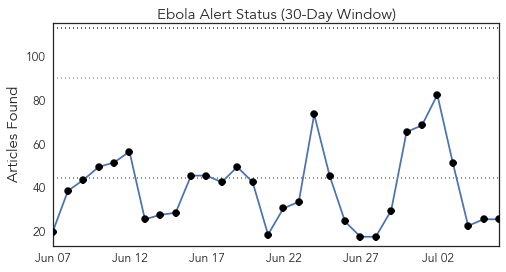 Ebola Alert Status (30-Day Window)
Articles Found
100
80
60
40
20
Jun 07 Jun 12 Jun 17 Jun 22 Jun 27 Jul 02